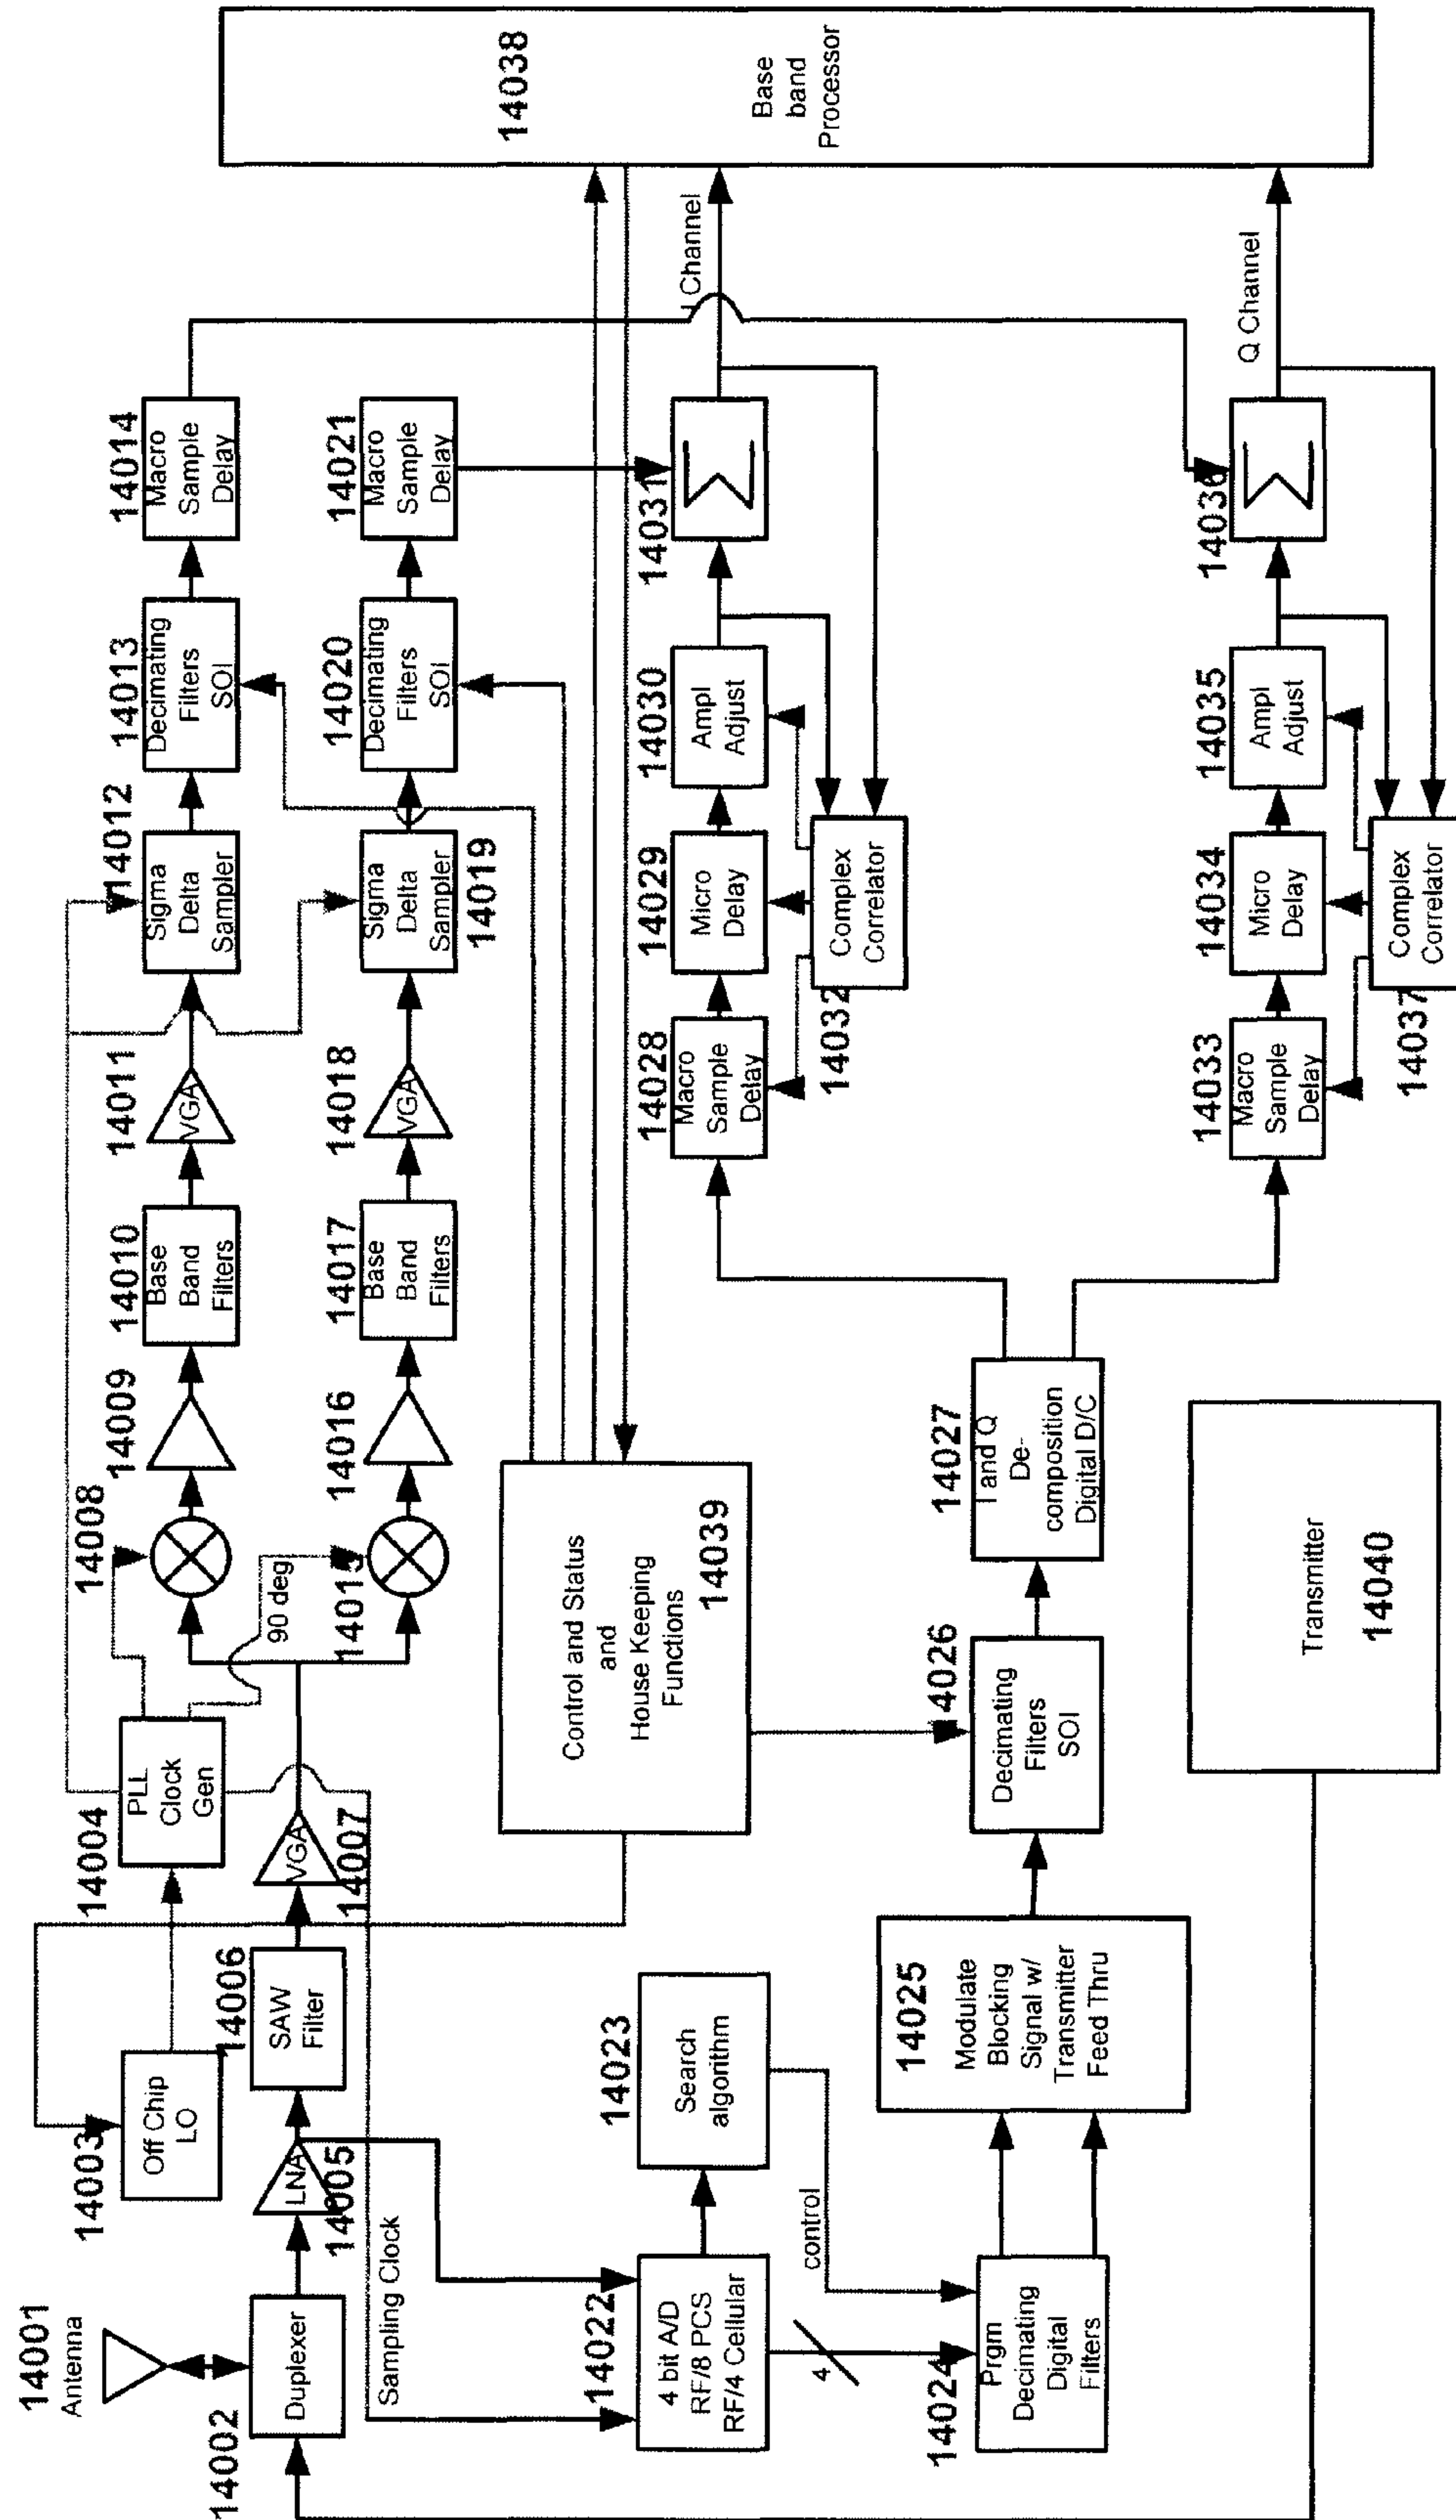 14001
Antenna
14002
Duplexer
14003
Off Chip
LO
14004
PLL
Clock
Gen
LNA
14005
14006
SAW
Filter
VGA
14007
Sampling Clock
14008
90 deg
14009
14010
Base
Band
Filters
14011
VGA
14012
Sigma
Delta
Sampler
14013
Decimating
Filters
SOI
14014
Macro
Sample
Delay
14015
14016
14017
Base
Band
Filters
14018
VGA
Sigma
Delta
Sampler
14019
14020
Decimating
Filters
SOI
14021
Macro
Sample
Delay
Control and Status
and
House Keeping
Functions
14039
14022
4 bit A/D
RF/8 PCS
RF/4 Cellular
14023
Search
algorithm
control
4
14024
Prgm
Decimating
Digital
Filters
14025
Modulate
Blocking
Signal w/
Transmitter
Feed Thru
14026
Decimating
Filters
SOI
14027
I and Q
De-
composition
Digital D/C
14028
Macro
Sample
Delay
14029
Micro
Delay
14030
Ampl
Adjust
14031
Σ
14032
Complex
Correlator
I Channel
14033
Macro
Sample
Delay
14034
Micro
Delay
14035
Ampl
Adjust
14036
Σ
14037
Complex
Correlator
Q Channel
14038
Base
band
Processor
Transmitter
14040